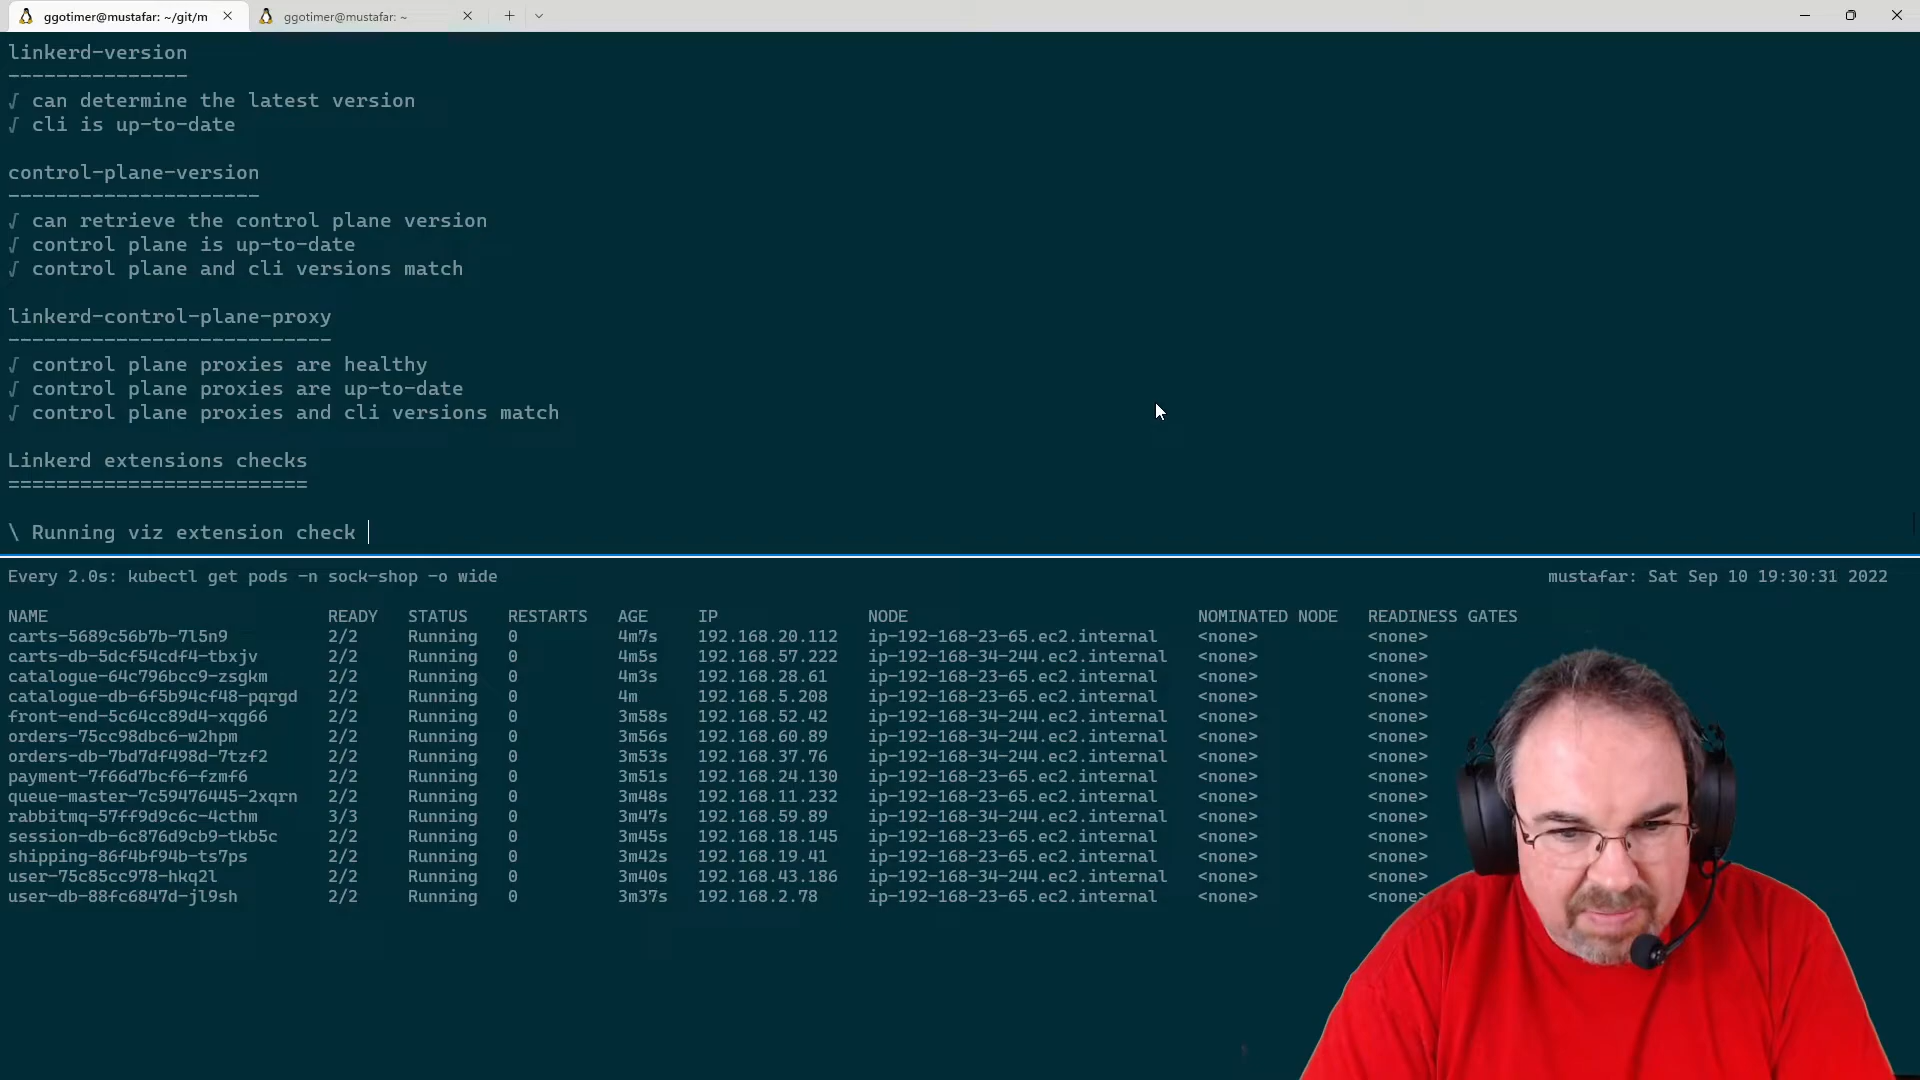 ggotimer@mustafar: ~/git/m
ggotimer@mustafar: ~
linkerd-version
---------------
√ can determine the latest version
√ cli is up-to-date
control-plane-version
---------------------
√ can retrieve the control plane version
√ control plane is up-to-date
√ control plane and cli versions match
linkerd-control-plane-proxy
---------------------------
√ control plane proxies are healthy
√ control plane proxies are up-to-date
√ control plane proxies and cli versions match
Linkerd extensions checks
=========================
\ Running viz extension check
Every 2.0s: kubectl get pods -n sock-shop -o wide mustafar: Sat Sep 10 19:30:31 2022
NAME READY STATUS RESTARTS AGE IP NODE NOMINATED NODE READINESS GATES
carts-5689c56b7b-7l5n9 2/2 Running 0 4m7s 192.168.20.112 ip-192-168-23-65.ec2.internal <none> <none>
carts-db-5dcf54cdf4-tbxjv 2/2 Running 0 4m5s 192.168.57.222 ip-192-168-34-244.ec2.internal <none> <none>
catalogue-64c796bcc9-zsgkm 2/2 Running 0 4m3s 192.168.28.61 ip-192-168-23-65.ec2.internal <none> <none>
catalogue-db-6f5b94cf48-pqrgd 2/2 Running 0 4m 192.168.5.208 ip-192-168-23-65.ec2.internal <none> <none>
front-end-5c64cc89d4-xqg66 2/2 Running 0 3m58s 192.168.52.42 ip-192-168-34-244.ec2.internal <none> <none>
orders-75cc98dbc6-w2hpm 2/2 Running 0 3m56s 192.168.60.89 ip-192-168-34-244.ec2.internal <none> <none>
orders-db-7bd7df498d-7tzf2 2/2 Running 0 3m53s 192.168.37.76 ip-192-168-34-244.ec2.internal <none> <none>
payment-7f66d7bcf6-fzmf6 2/2 Running 0 3m51s 192.168.24.130 ip-192-168-23-65.ec2.internal <none> <none>
queue-master-7c59476445-2xqrn 2/2 Running 0 3m48s 192.168.11.232 ip-192-168-23-65.ec2.internal <none> <none>
rabbitmq-57ff9d9c6c-4cthm 3/3 Running 0 3m47s 192.168.59.89 ip-192-168-34-244.ec2.internal <none> <none>
session-db-6c876d9cb9-tkb5c 2/2 Running 0 3m45s 192.168.18.145 ip-192-168-23-65.ec2.internal <none> <none>
shipping-86f4bf94b-ts7ps 2/2 Running 0 3m42s 192.168.19.41 ip-192-168-23-65.ec2.internal <none> <none>
user-75c85cc978-hkq2l 2/2 Running 0 3m40s 192.168.43.186 ip-192-168-34-244.ec2.internal <none> <none>
user-db-88fc6847d-jl9sh 2/2 Running 0 3m37s 192.168.2.78 ip-192-168-23-65.ec2.internal <none> <none>